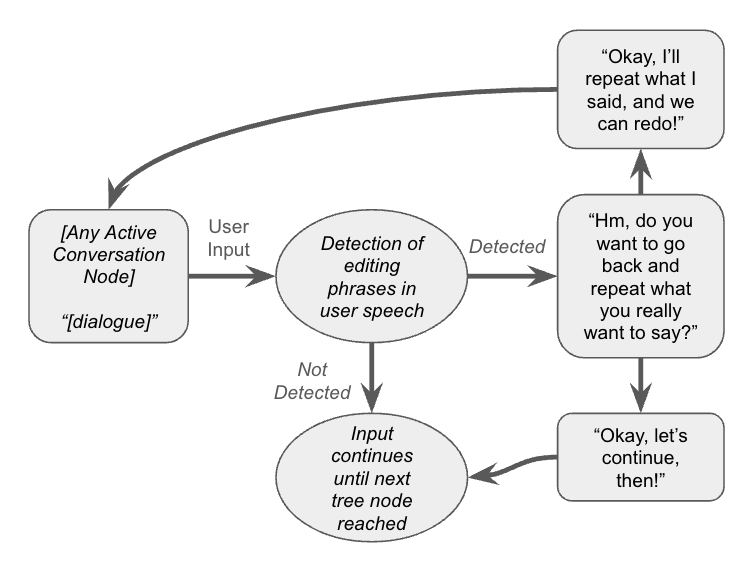 “Okay, I’ll
repeat what I
said, and we
can redo!”
[Any Active
Conversation
Node]
“[dialogue]”
User
Input
Detection of
editing
phrases in
user speech
Detected
“Hm, do you
want to go
back and
repeat what
you really
want to say?”
Not
Detected
Input
continues
until next
tree node
reached
“Okay, let’s
continue,
then!”